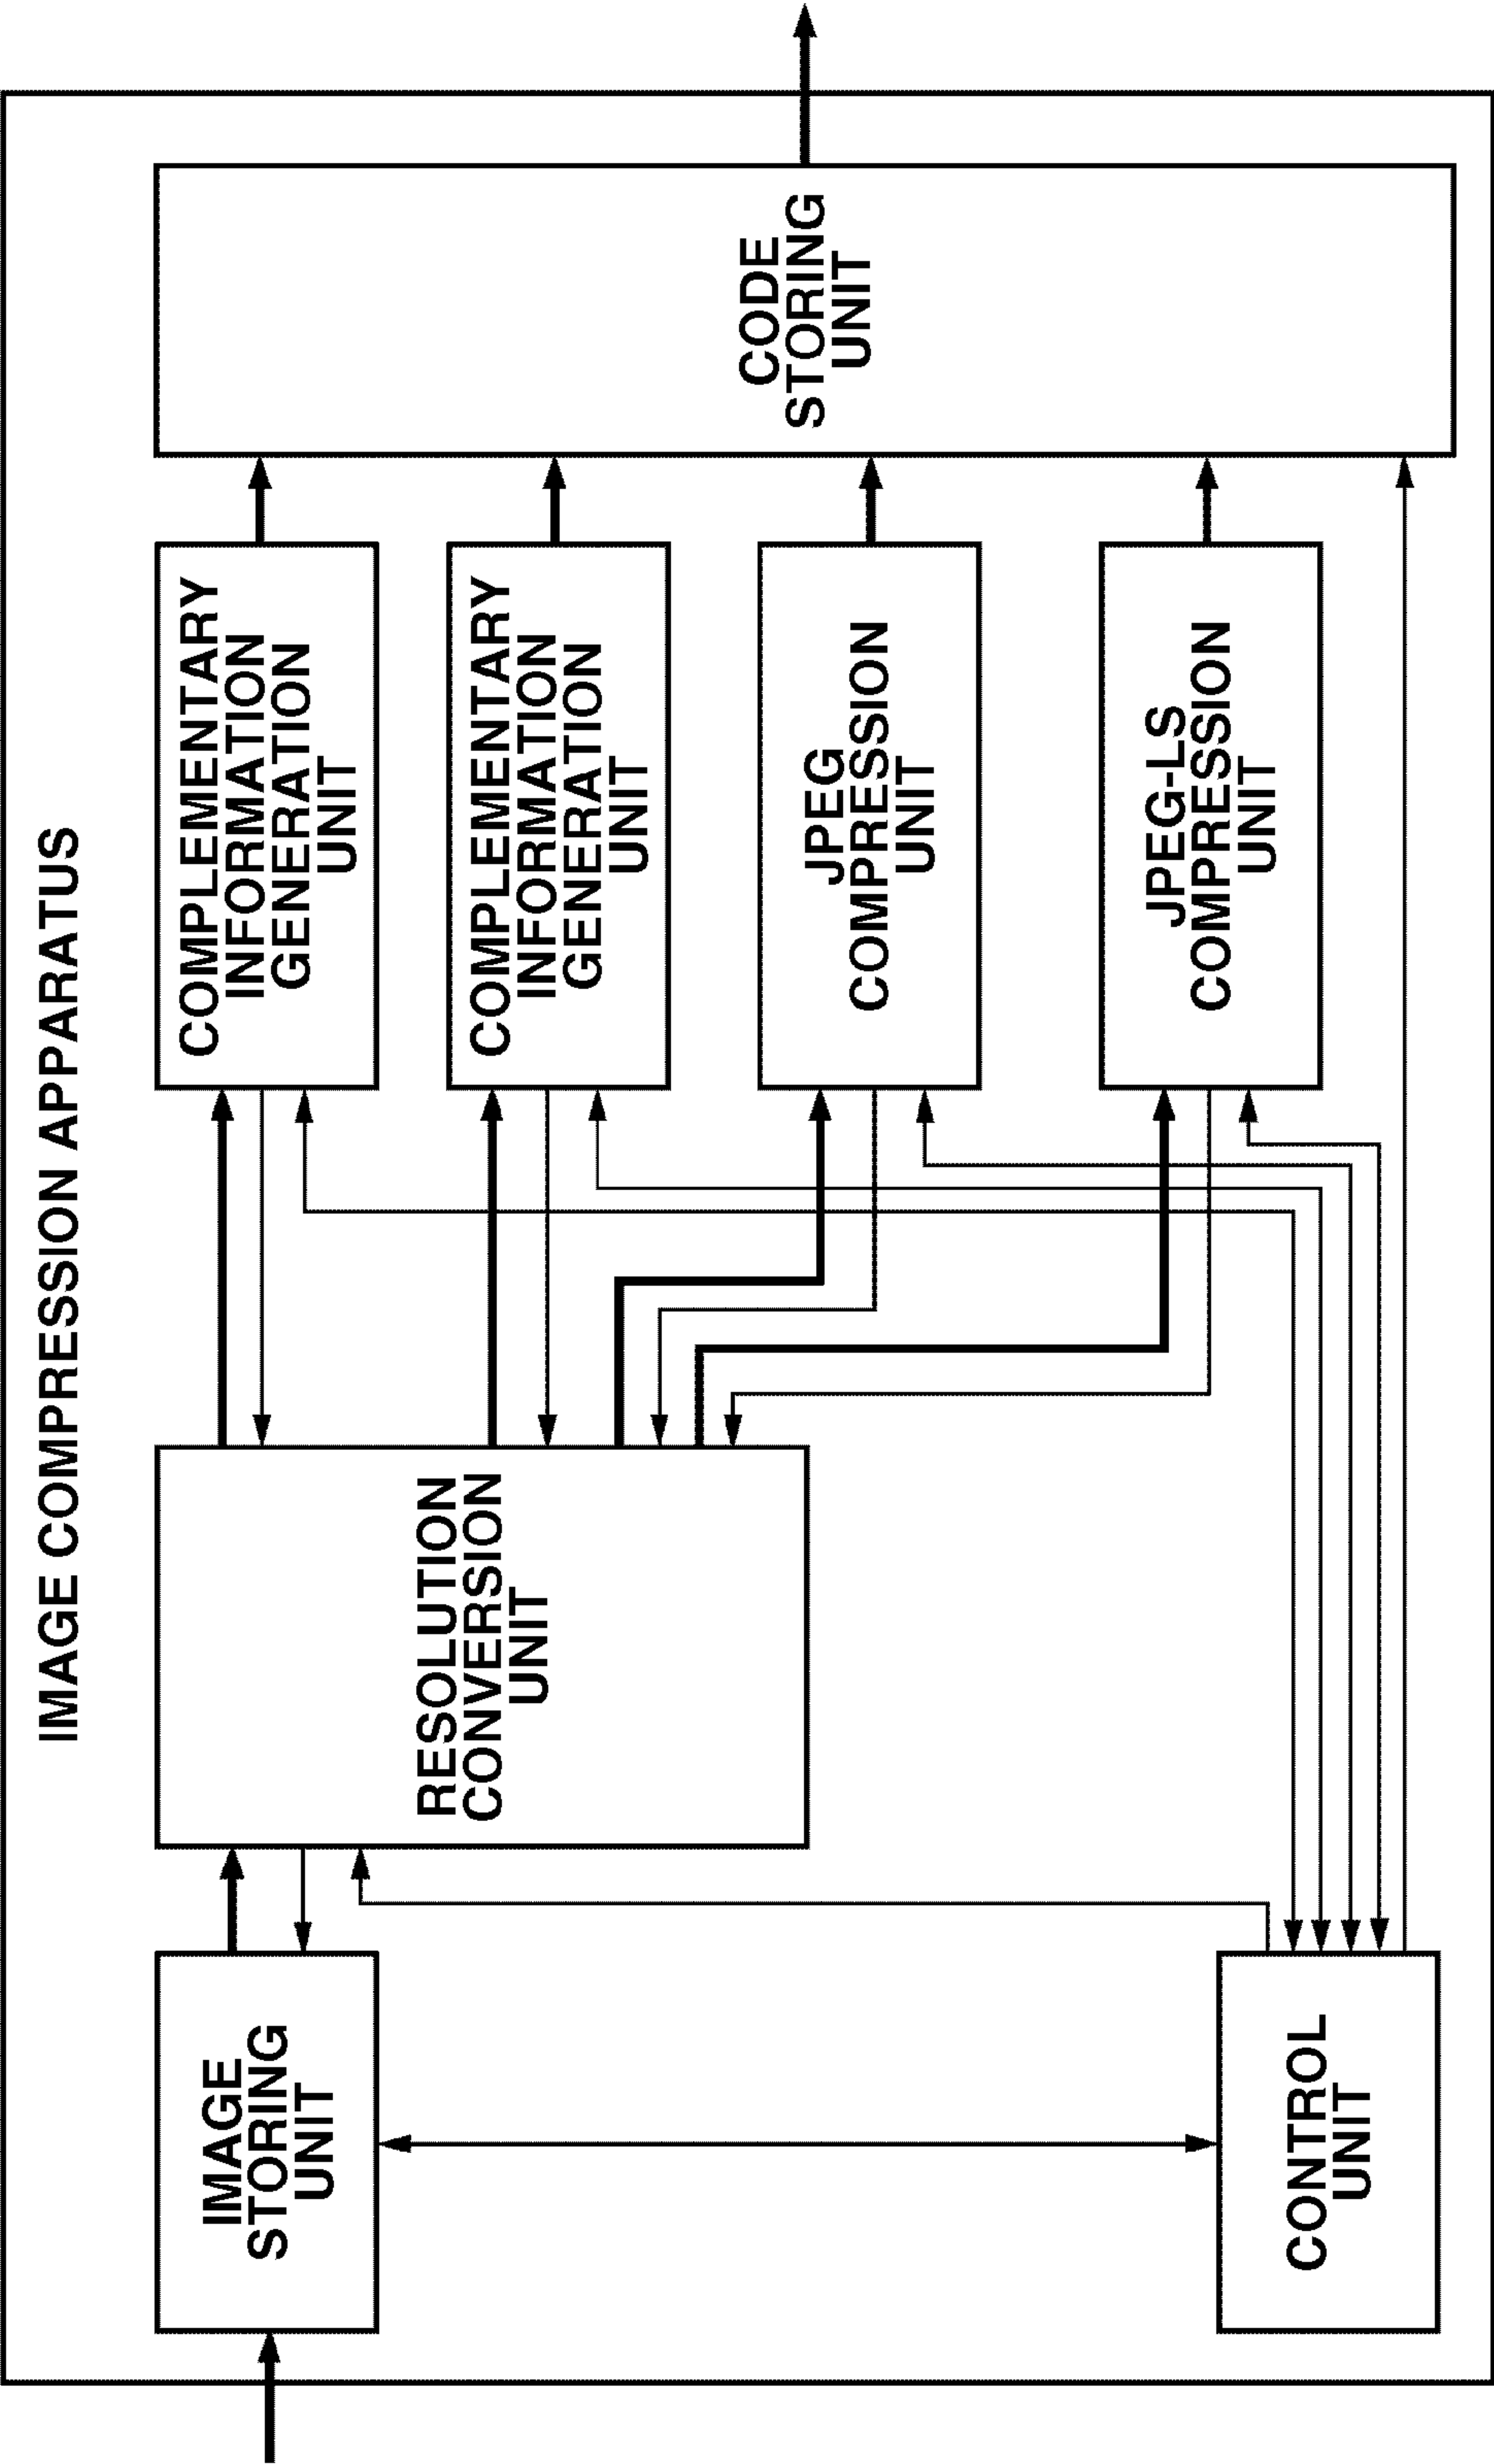 IMAGE COMPRESSION APPARATUS
IMAGE
STORING
UNIT
RESOLUTION
CONVERSION
UNIT
COMPLEMENTARY
INFORMATION
GENERATION
UNIT
COMPLEMENTARY
INFORMATION
GENERATION
UNIT
JPEG
COMPRESSION
UNIT
JPEG-LS
COMPRESSION
UNIT
CODE
STORING
UNIT
CONTROL
UNIT